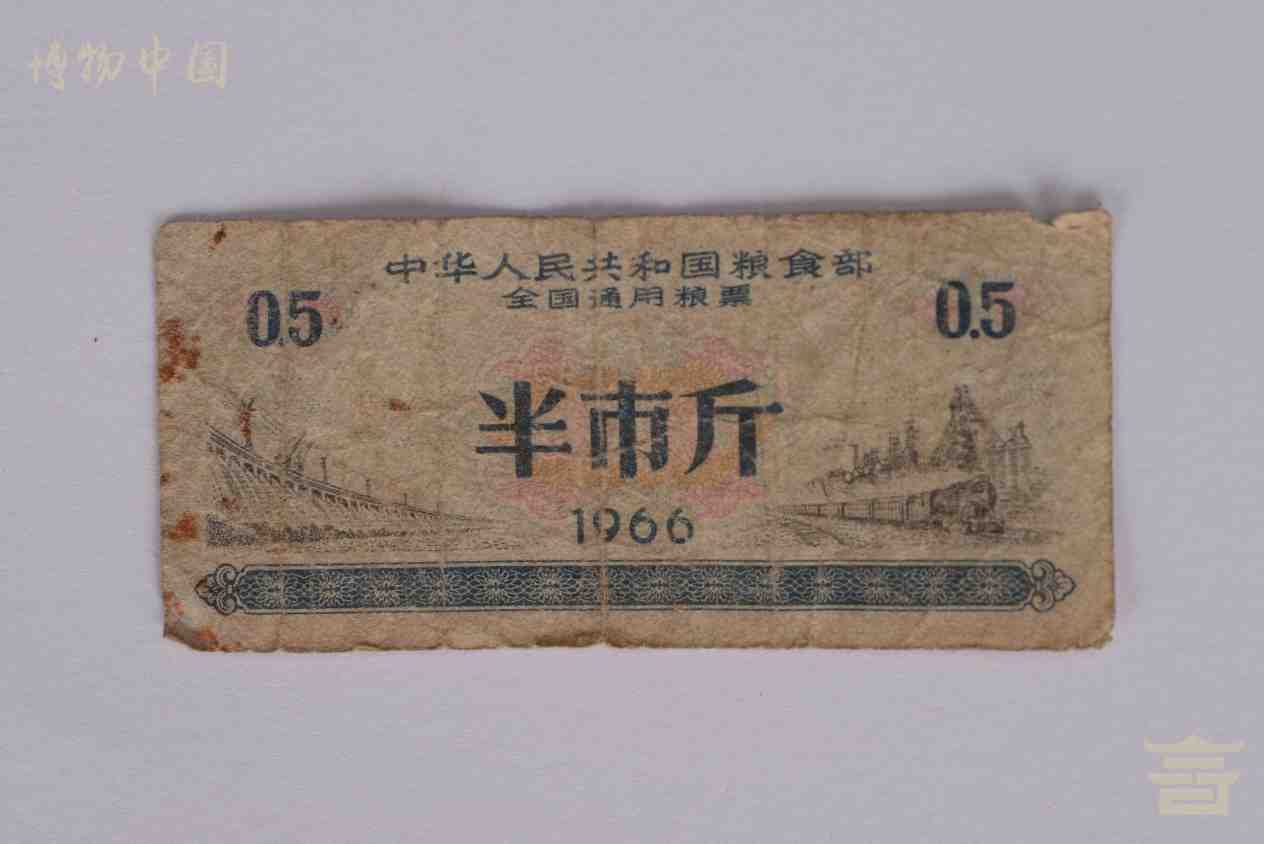 博物中国
中华人民共和国粮食部
全国通用粮票
0.5
0.5
半市斤
1966